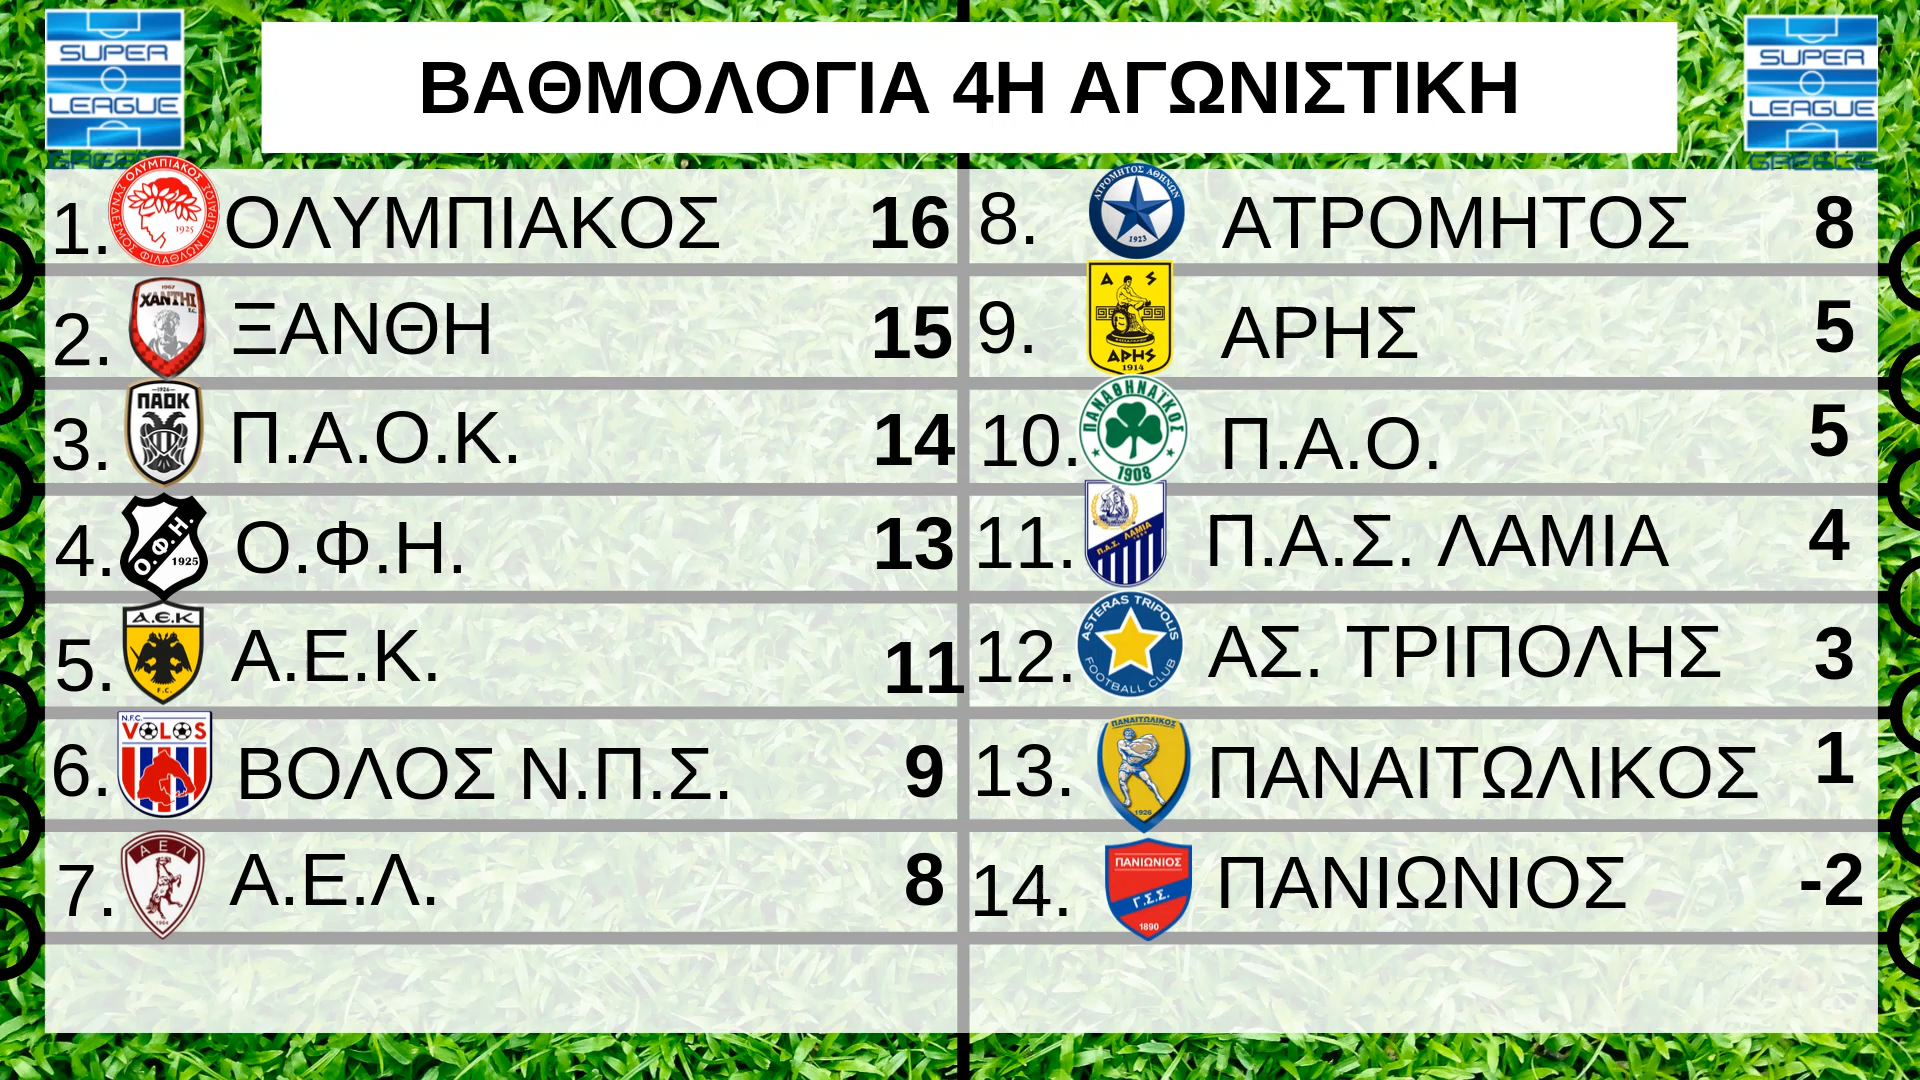 SUPER
LEAGUE
GREECE
ΒΑΘΜΟΛΟΓΙΑ 4Η ΑΓΩΝΙΣΤΙΚΗ
SUPER
LEAGUE
GREECE
1. ΟΛΥΜΠΙΑΚΟΣ 16
2. ΞΑΝΘΗ 15
3. Π.Α.Ο.Κ. 14
4. Ο.Φ.Η. 13
5. Α.Ε.Κ. 11
6. ΒΟΛΟΣ Ν.Π.Σ. 9
7. Α.Ε.Λ. 8
8. ΑΤΡΟΜΗΤΟΣ 8
9. ΑΡΗΣ 5
10. Π.Α.Ο. 5
11. Π.Α.Σ. ΛΑΜΙΑ 4
12. ΑΣ. ΤΡΙΠΟΛΗΣ 3
13. ΠΑΝΑΙΤΩΛΙΚΟΣ 1
14. ΠΑΝΙΩΝΙΟΣ -2